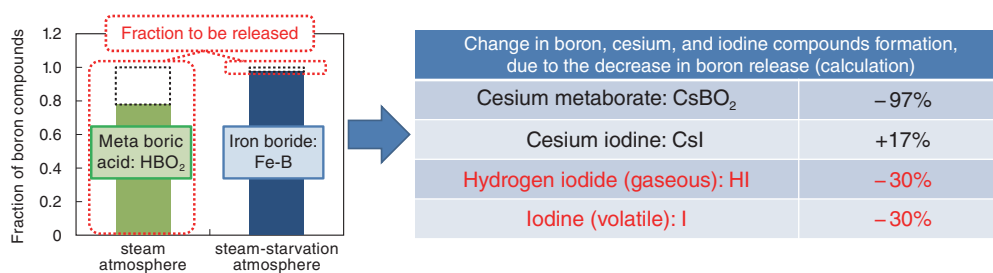 Fraction of boron compounds
1.2
1.0
0.8
0.6
0.4
0.2
0
Fraction to be released
Meta boric
acid: HBO₂
Iron boride:
Fe-B
steam
atmosphere
steam-starvation
atmosphere
Change in boron, cesium, and iodine compounds formation,
due to the decrease in boron release (calculation)
Cesium metaborate: CsBO₂ −97%
Cesium iodine: CsI +17%
Hydrogen iodide (gaseous): HI −30%
Iodine (volatile): I −30%